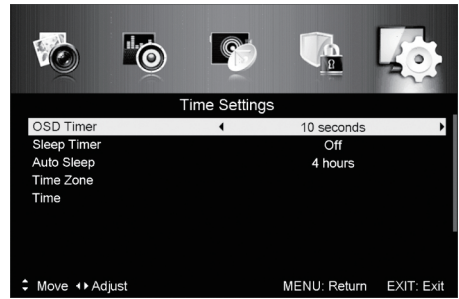 Time Settings
OSD Timer 10 seconds
Sleep Timer Off
Auto Sleep 4 hours
Time Zone
Time
Move Adjust MENU: Return EXIT: Exit